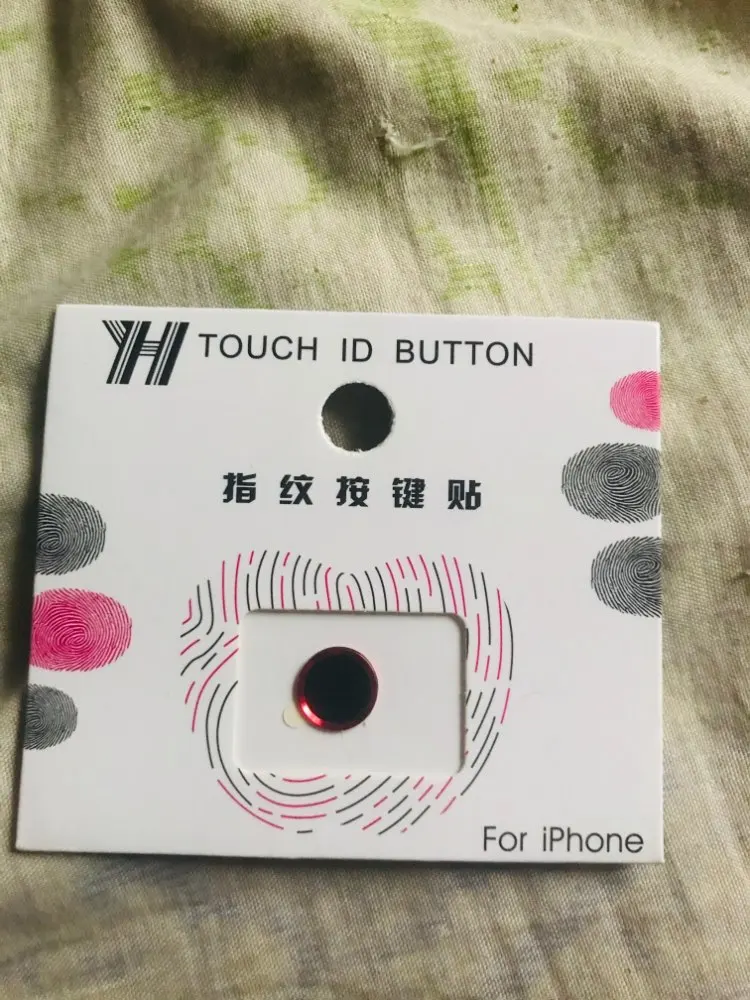 YH TOUCH ID BUTTON
指纹按键贴
For iPhone